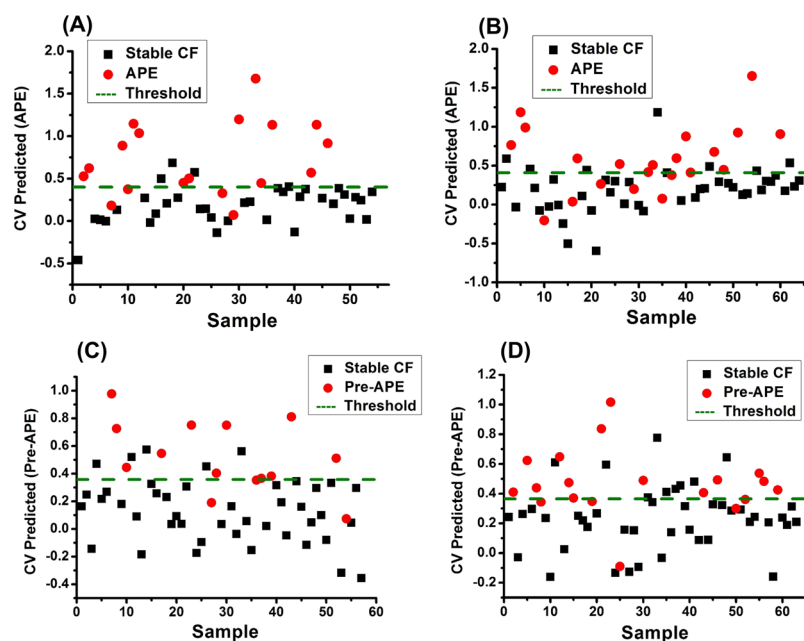 (A)
Stable CF
APE
Threshold
CV Predicted (APE)
2.0
1.5
1.0
0.5
0.0
-0.5
0 10 20 30 40 50
Sample
(B)
Stable CF
APE
Threshold
CV Predicted (APE)
2.0
1.5
1.0
0.5
0.0
-0.5
-1.0
0 10 20 30 40 50 60
Sample
(C)
Stable CF
Pre-APE
Threshold
CV Predicted (Pre-APE)
1.0
0.8
0.6
0.4
0.2
0.0
-0.2
-0.4
0 10 20 30 40 50 60
Sample
(D)
Stable CF
Pre-APE
Threshold
CV Predicted (Pre-APE)
1.2
1.0
0.8
0.6
0.4
0.2
0.0
-0.2
0 10 20 30 40 50 60
Sample